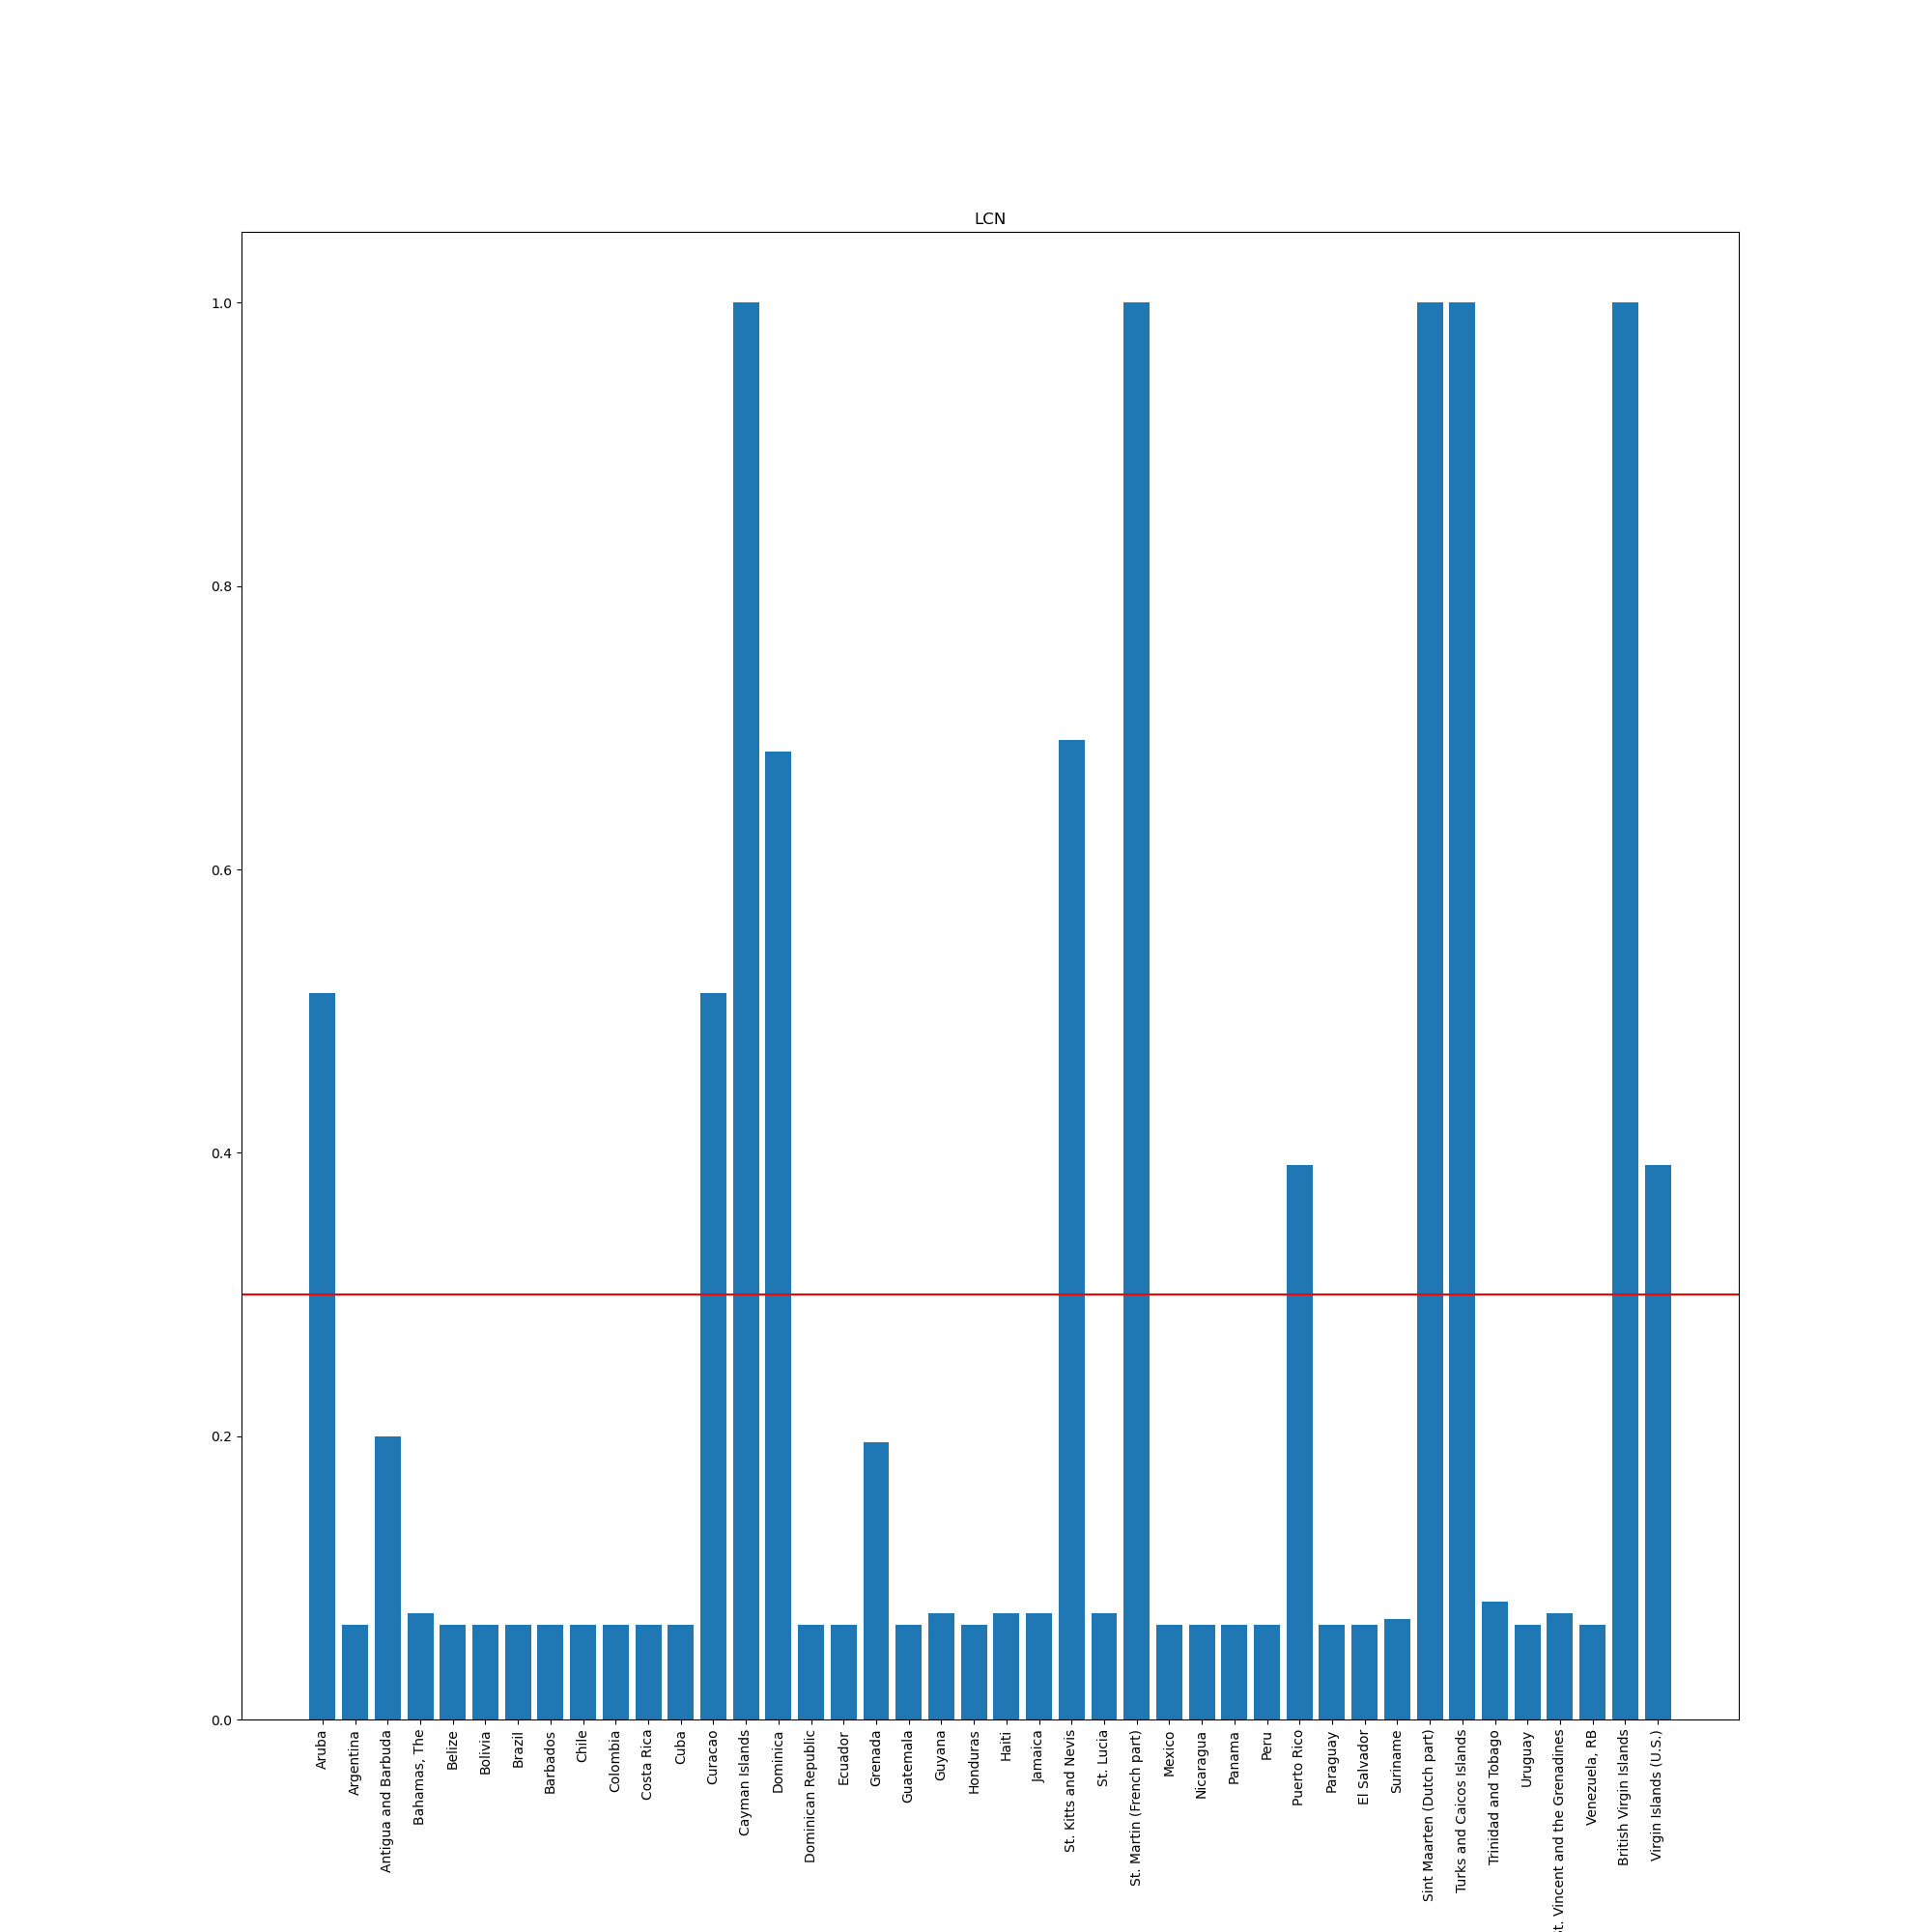 LCN
1.0
0.8
0.6
0.4
0.2
0.0
Aruba
Argentina
Antigua and Barbuda
Bahamas, The
Belize
Bolivia
Brazil
Barbados
Chile
Colombia
Costa Rica
Cuba
Curacao
Cayman Islands
Dominica
Dominican Republic
Ecuador
Grenada
Guatemala
Guyana
Honduras
Haiti
Jamaica
St. Kitts and Nevis
St. Lucia
St. Martin (French part)
Mexico
Nicaragua
Panama
Peru
Puerto Rico
Paraguay
El Salvador
Suriname
Sint Maarten (Dutch part)
Turks and Caicos Islands
Trinidad and Tobago
Uruguay
t. Vincent and the Grenadines
Venezuela, RB
British Virgin Islands
Virgin Islands (U.S.)